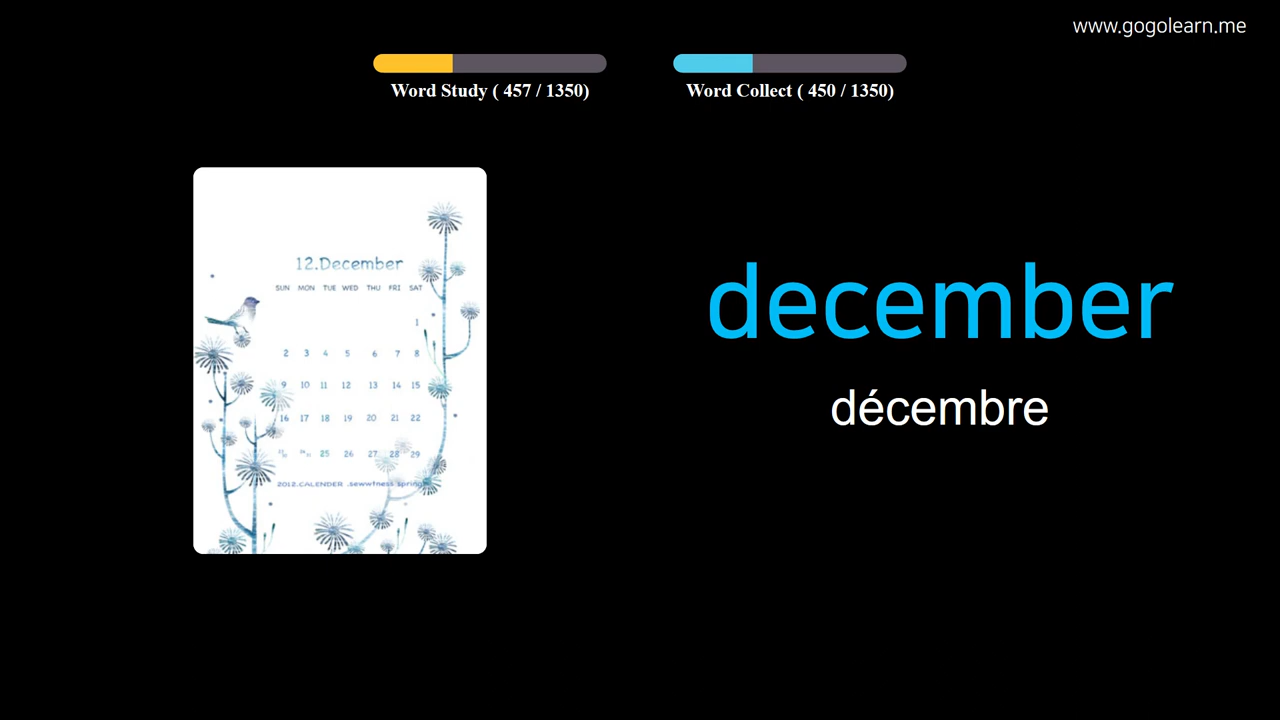 www.gogolearn.me
Word Study ( 457 / 1350)
Word Collect ( 450 / 1350)
12.December
SUN MON TUE WED THU FRI SAT
1
2 3 4 5 6 7 8
9 10 11 12 13 14 15
16 17 18 19 20 21 22
25 26 27 28 29
2012.CALENDER
december
décembre